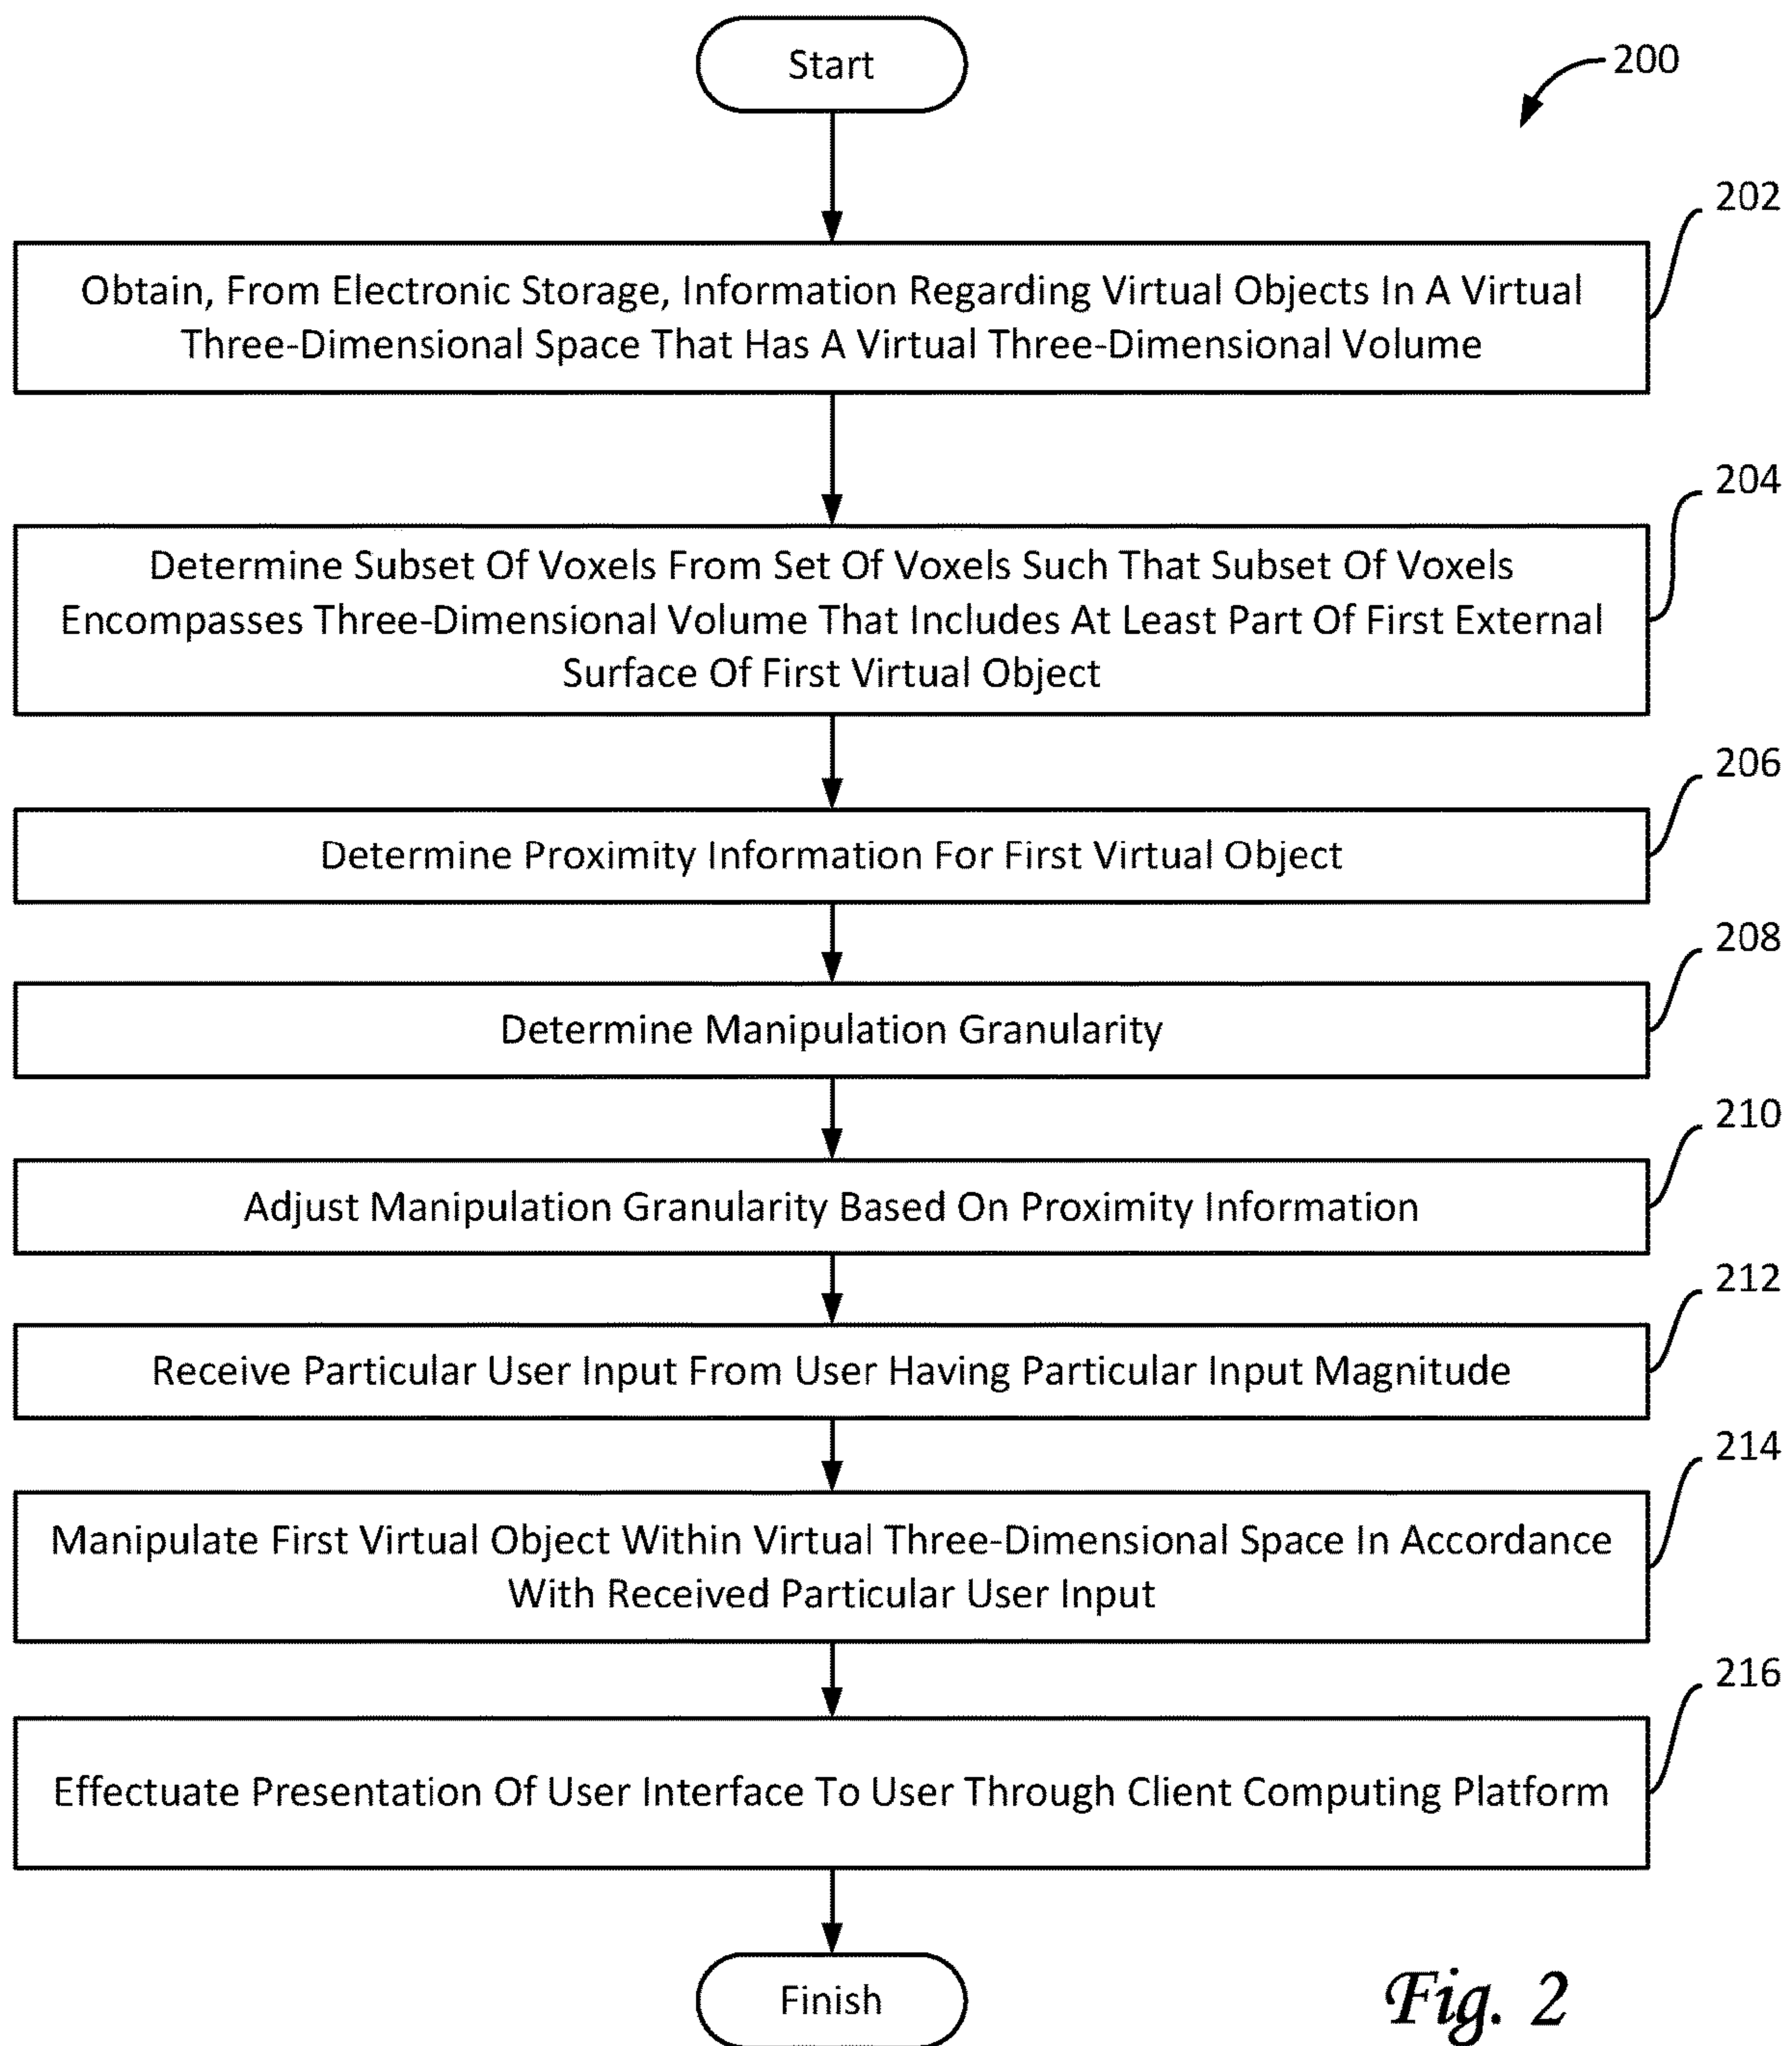 Start
200
202
Obtain, From Electronic Storage, Information Regarding Virtual Objects In A Virtual
Three-Dimensional Space That Has A Virtual Three-Dimensional Volume
204
Determine Subset Of Voxels From Set Of Voxels Such That Subset Of Voxels
Encompasses Three-Dimensional Volume That Includes At Least Part Of First External
Surface Of First Virtual Object
206
Determine Proximity Information For First Virtual Object
208
Determine Manipulation Granularity
210
Adjust Manipulation Granularity Based On Proximity Information
212
Receive Particular User Input From User Having Particular Input Magnitude
214
Manipulate First Virtual Object Within Virtual Three-Dimensional Space In Accordance
With Received Particular User Input
216
Effectuate Presentation Of User Interface To User Through Client Computing Platform
Finish
Fig. 2